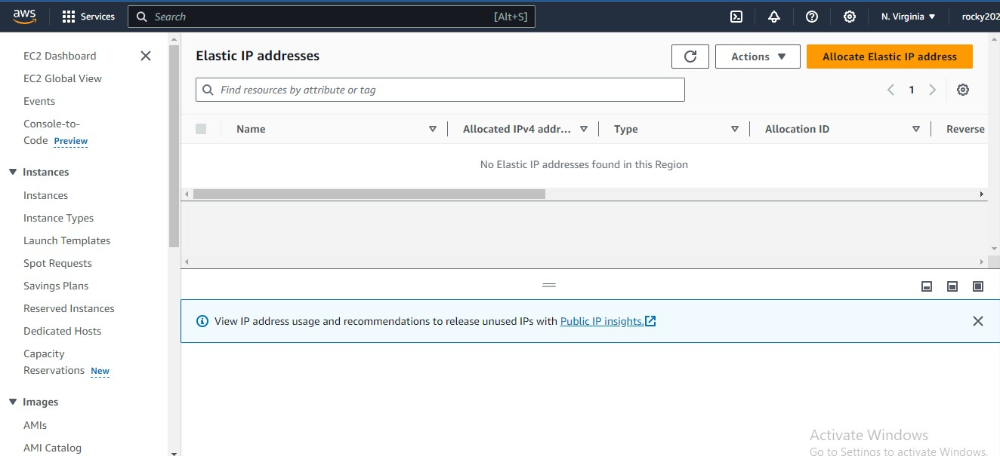 aws
Services
Search
[Alt+S]
N. Virginia
rocky202
EC2 Dashboard
EC2 Global View
Events
Console-to-
Code Preview
Instances
Instances
Instance Types
Launch Templates
Spot Requests
Savings Plans
Reserved Instances
Dedicated Hosts
Capacity
Reservations New
Images
AMIs
AMI Catalog
Elastic IP addresses
Actions
Allocate Elastic IP address
Find resources by attribute or tag
1
Name
Allocated IPv4 addr...
Type
Allocation ID
Reverse
No Elastic IP addresses found in this Region
View IP address usage and recommendations to release unused IPs with Public IP insights.
Activate Windows
Go to Settings to activate Windows.